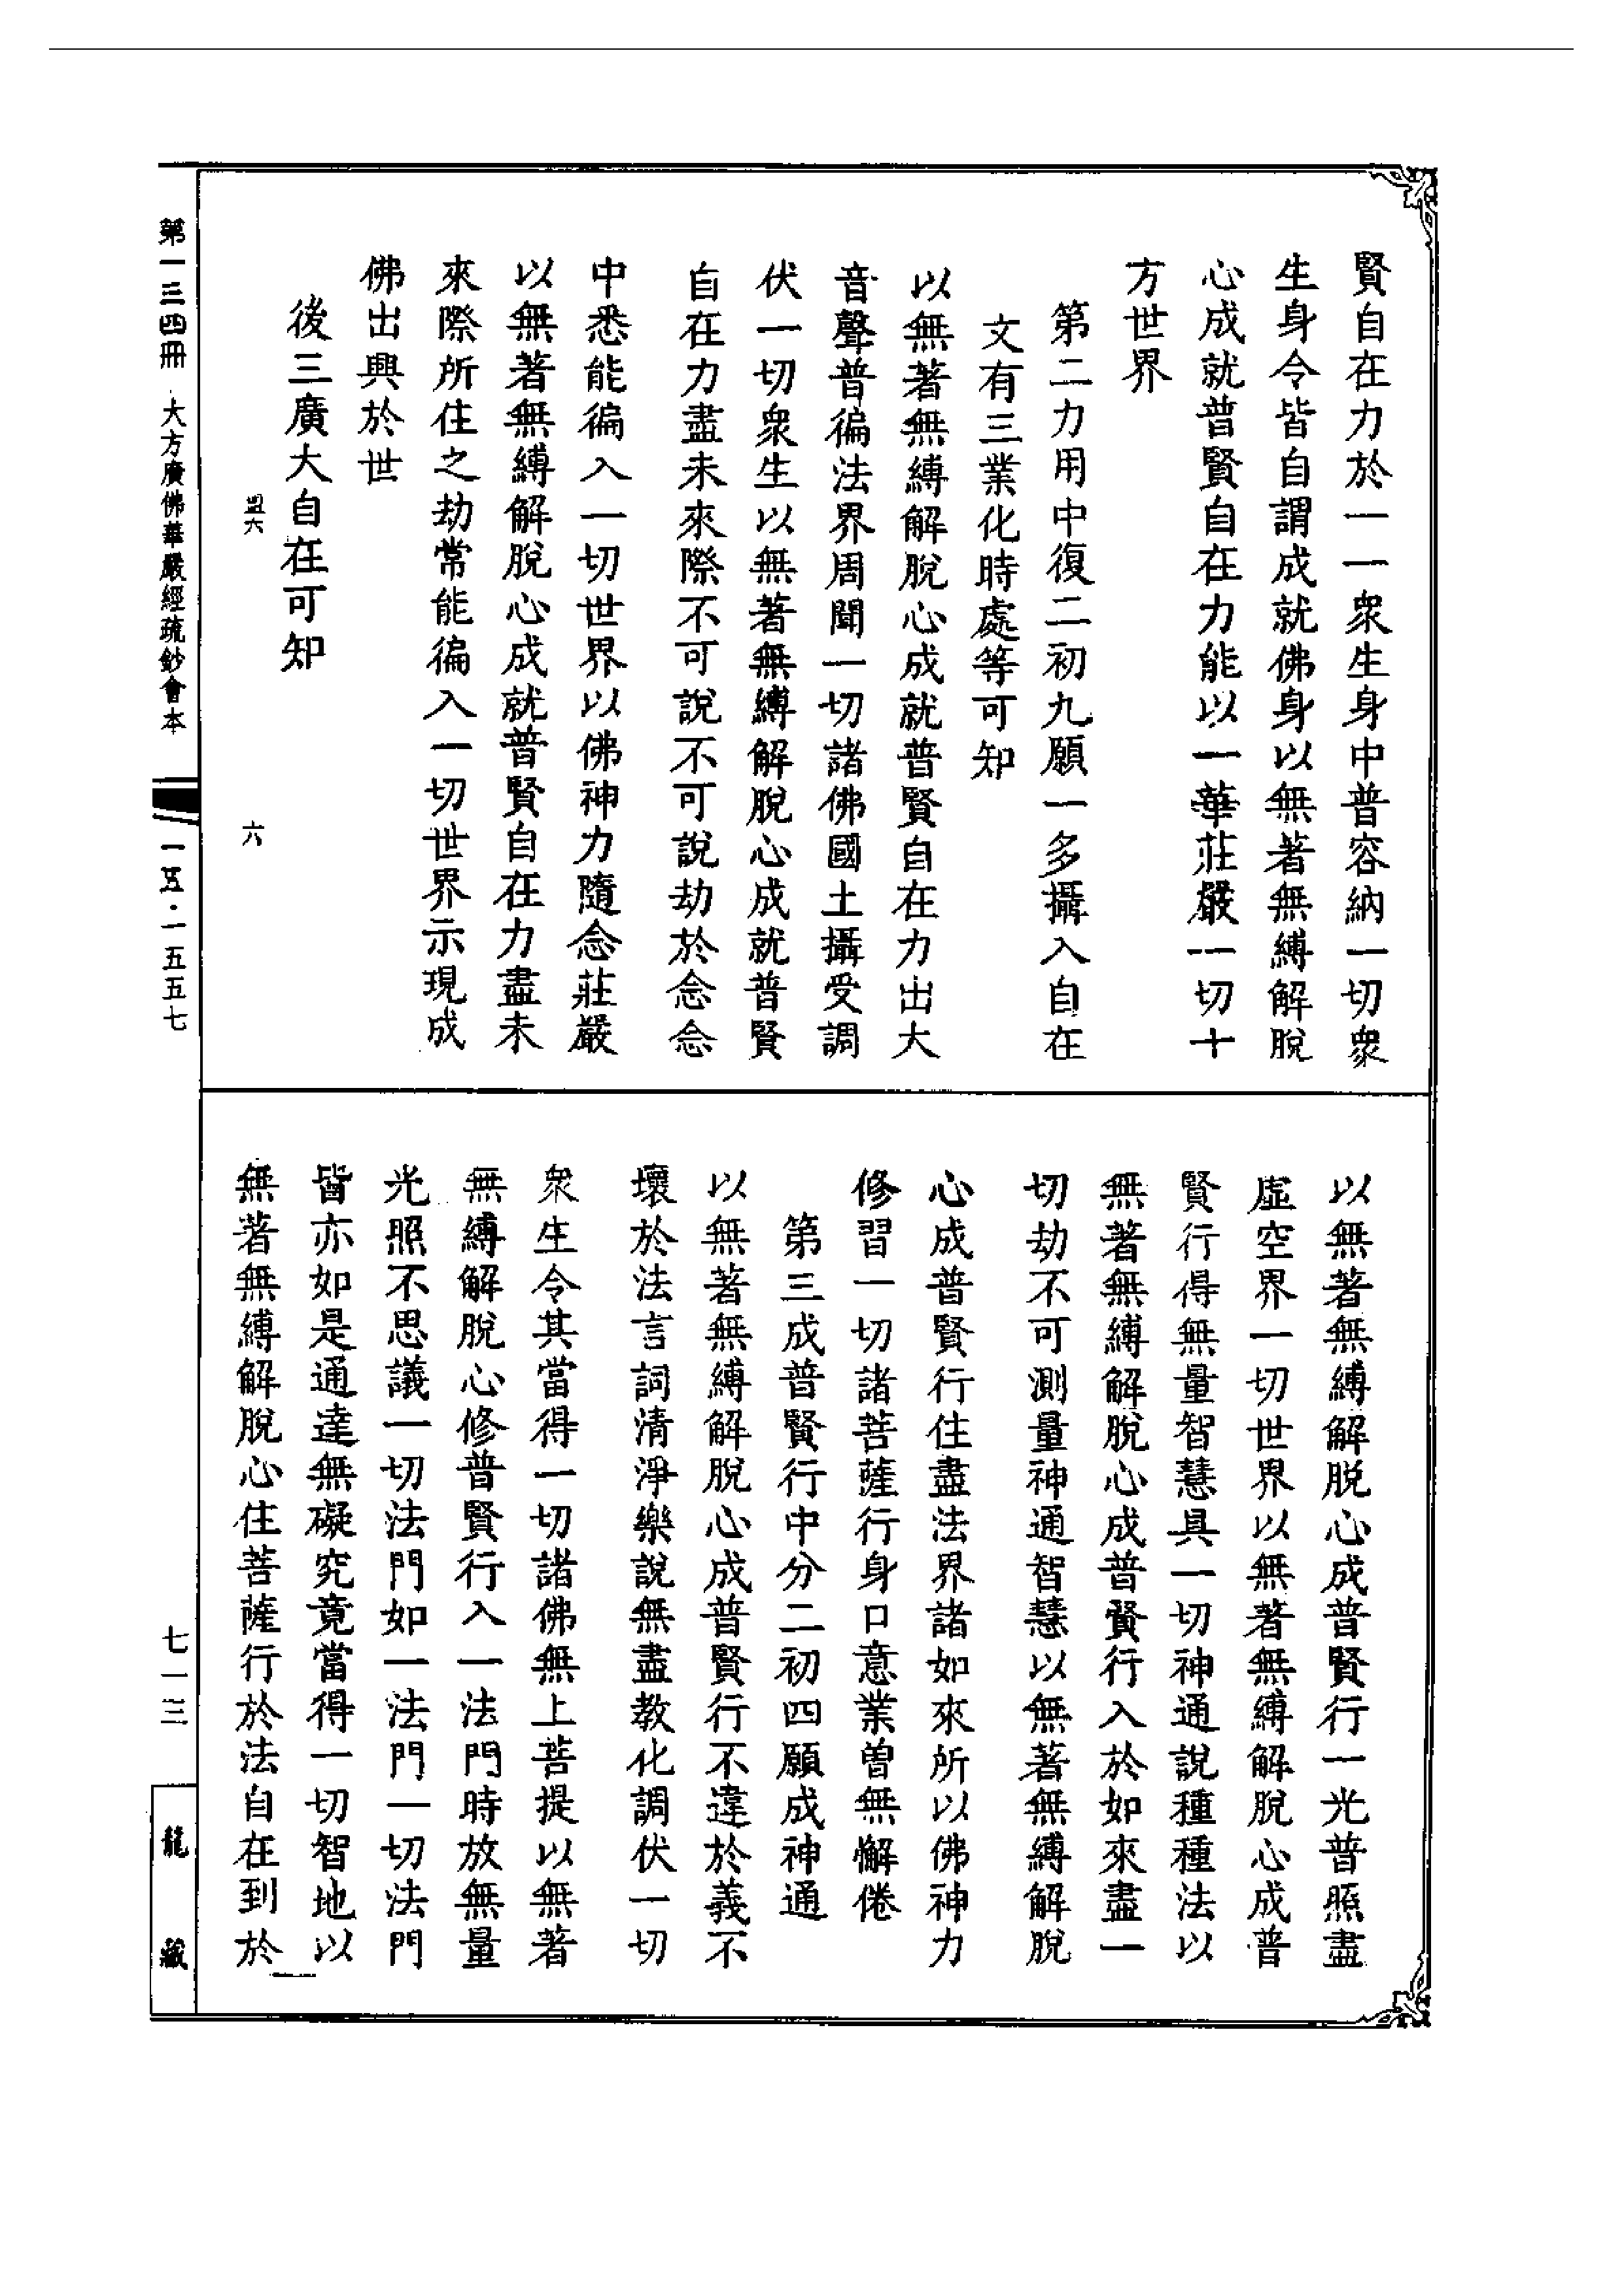 賢自在力於一一衆生身中普容納一切衆
生身令皆自謂成就佛身以無著無縛解脫
心成就普賢自在力能以一華莊嚴一切十
方世界
第二力用中復二初九願一多攝入自在
文有三業化時處等可知
以無著無縛解脫心成就普賢自在力出大
音聲普徧法界周聞一切諸佛國土攝受調
伏一切衆生以無著無縛解脫心成就普賢
自在力盡未來際不可說不可說劫於念念
中悉能徧入一切世界以佛神力隨念莊嚴
以無著無縛解脫心成就普賢自在力盡未
來際所住之劫常能徧入一切世界示現成
佛出興於世
後三廣大自在可知
盟六 六
以無著無縛解脫心成普賢行一光普照盡
虛空界一切世界以無著無縛解脫心成普
賢行得無量智慧具一切神通說種種法以
無著無縛解脫心成普賢行入於如來盡一
切劫不可測量神通智慧以無著無縛解脫
心成普賢行住盡法界諸如來所以佛神力
修習一切諸菩薩行身口意業曾無懈倦
第三成普賢行中分二初四願成神通
以無著無縛解脫心成普賢行不違於義不
壞於法言詞清淨樂說無盡教化調伏一切
衆生令其當得一切諸佛無上菩提以無著
無縛解脫心修普賢行入一法門時放無量
光照不思議一切法門如一法門一切法門
皆亦如是通達無礙究竟當得一切智地以
無著無縛解脫心住菩薩行於法自在到於
第一三四冊 大方廣佛華嚴經疏鈔會本 一五五·一五五七
七一三
龍藏